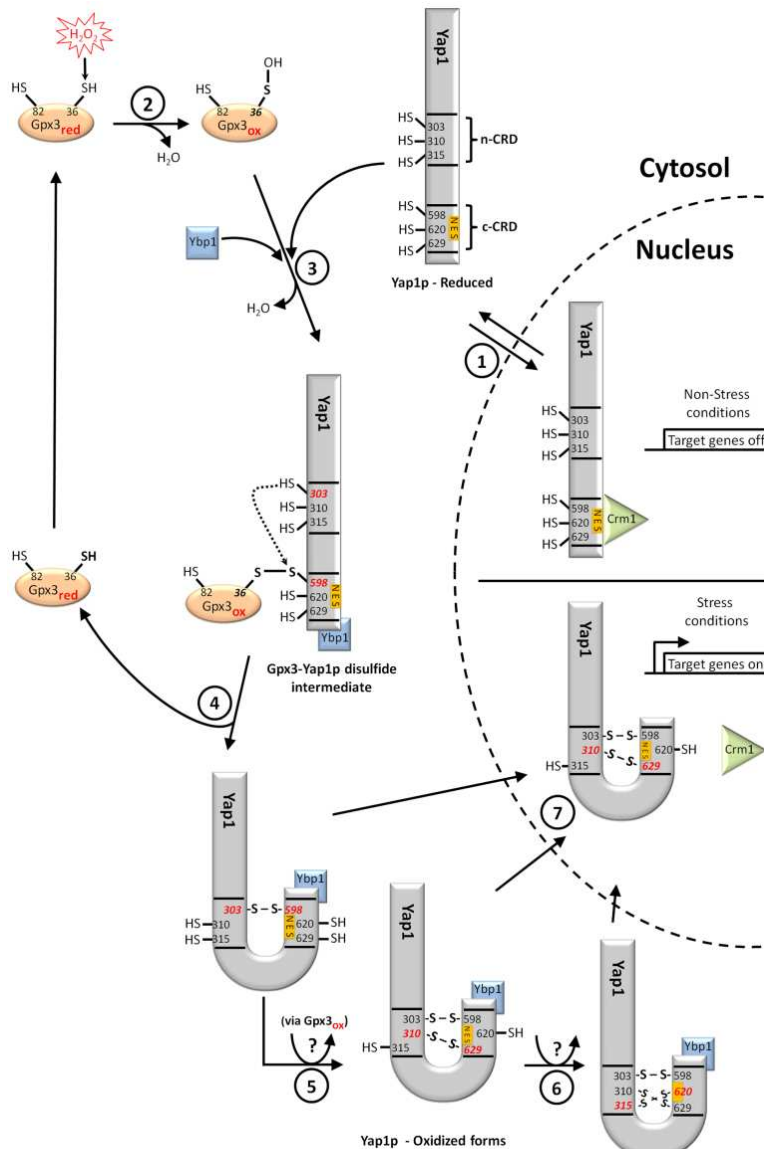 H2O2
HS
SH
82
36
Gpx3red
2
H2O
OH
S
HS
82
36
Gpx3ox
Yap1
HS
HS
HS
303
310
315
n-CRD
HS
HS
HS
598
620
629
NES
c-CRD
Yap1p - Reduced
Cytosol
Nucleus
Ybp1
3
H2O
1
Yap1
HS
HS
HS
303
310
315
HS
HS
HS
598
620
629
NES
Crm1
Non-Stress
conditions
Target genes off
Yap1
HS
HS
HS
303
310
315
S – S
598
HS
HS
620
629
NES
Ybp1
HS
82
36
Gpx3ox
Gpx3-Yap1p disulfide
intermediate
HS
SH
82
36
Gpx3red
4
Stress
conditions
Target genes on
Yap1
303 -S – S- 598
310 -S – S- 629
HS 315
NES
620 SH
Crm1
7
Yap1
Ybp1
303 -S – S- 598
HS 310
HS 315
NES
620 SH
629 SH
(via Gpx3ox)
?
5
Yap1
Ybp1
303 -S – S- 598
310 -S – S- 629
HS 315
NES
620 SH
?
6
Yap1
Ybp1
303 -S – S- 598
310 S S 620
315 S S 629
Yap1p - Oxidized forms